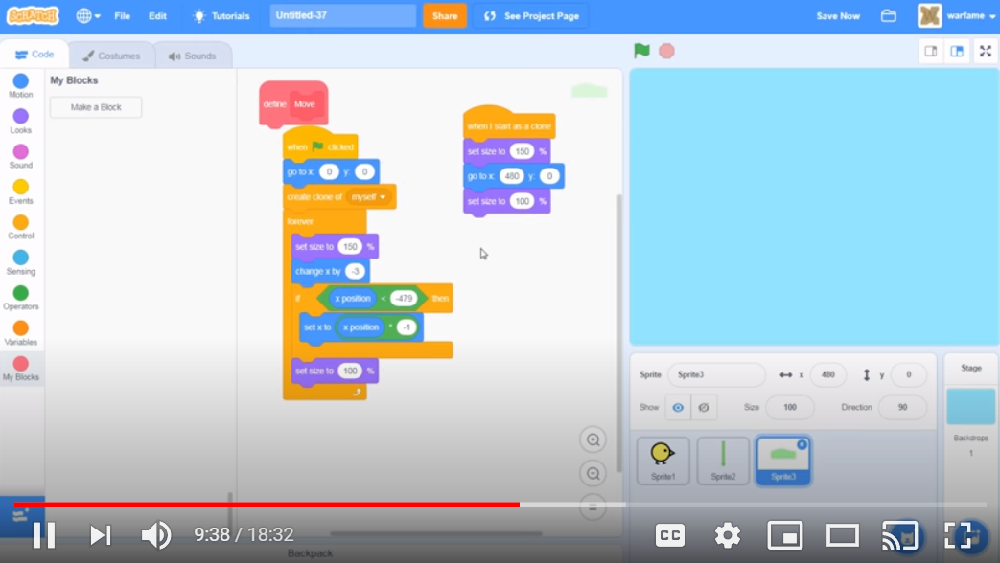 SCRATCH
File
Edit
Tutorials
Untitled-37
Share
See Project Page
Save Now
warfame
Code
Costumes
Sounds
Motion
Looks
Sound
Events
Control
Sensing
Operators
Variables
My Blocks
My Blocks
Make a Block
define Move
when clicked
go to x: 0 y: 0
create clone of myself
forever
set size to 150 %
change x by -3
if x position < -479 then
set x to x position * -1
set size to 100 %
when I start as a clone
set size to 150 %
go to x: 480 y: 0
set size to 100 %
Sprite Sprite3
x 480
y 0
Show
Size 100
Direction 90
Sprite1
Sprite2
Sprite3
Stage
Backdrops
1
Backpack
9:38 / 18:32
CC